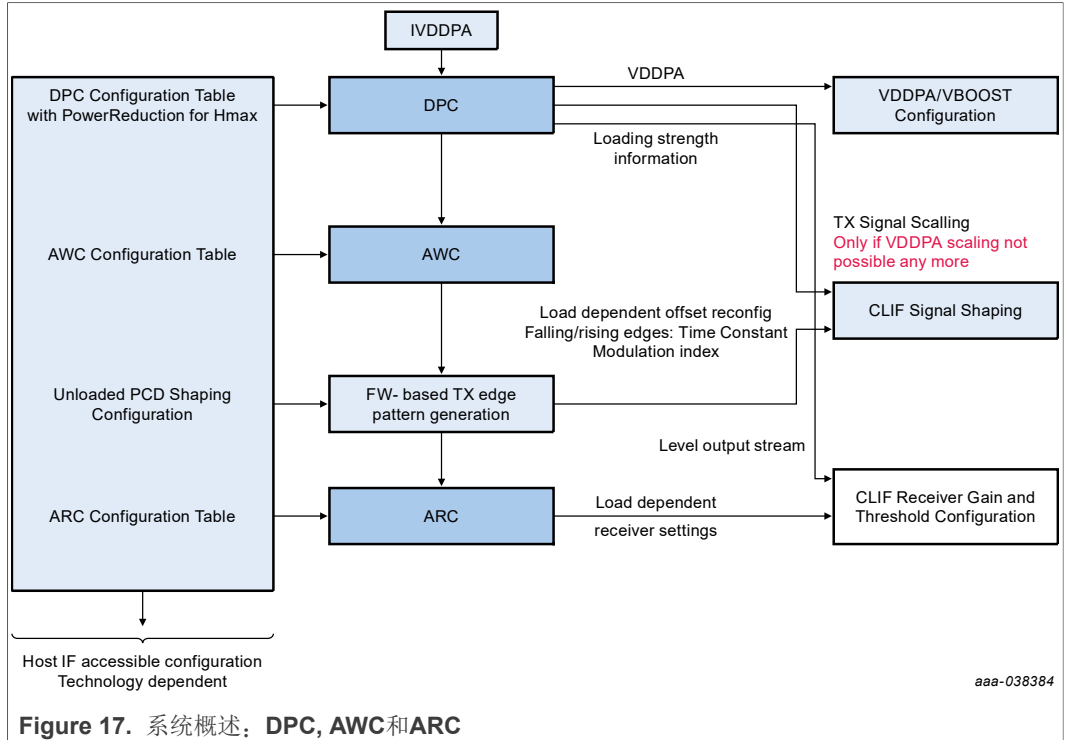 IVDDPA
DPC Configuration Table
with PowerReduction for Hmax
DPC
VDDPA
VDDPA/VBOOST
Configuration
Loading strength
information
TX Signal Scalling
Only if VDDPA scaling not
possible any more
AWC Configuration Table
AWC
CLIF Signal Shaping
Load dependent offset reconfig
Falling/rising edges: Time Constant
Modulation index
Unloaded PCD Shaping
Configuration
FW- based TX edge
pattern generation
Level output stream
ARC Configuration Table
ARC
Load dependent
receiver settings
CLIF Receiver Gain and
Threshold Configuration
Host IF accessible configuration
Technology dependent
aaa-038384
Figure 17. 系统概述：DPC, AWC和ARC